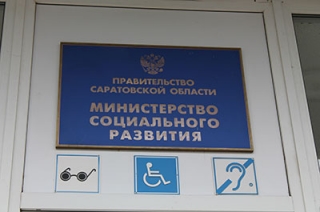 ПРАВИТЕЛЬСТВО
САРАТОВСКОЙ ОБЛАСТИ
МИНИСТЕРСТВО
СОЦИАЛЬНОГО
РАЗВИТИЯ